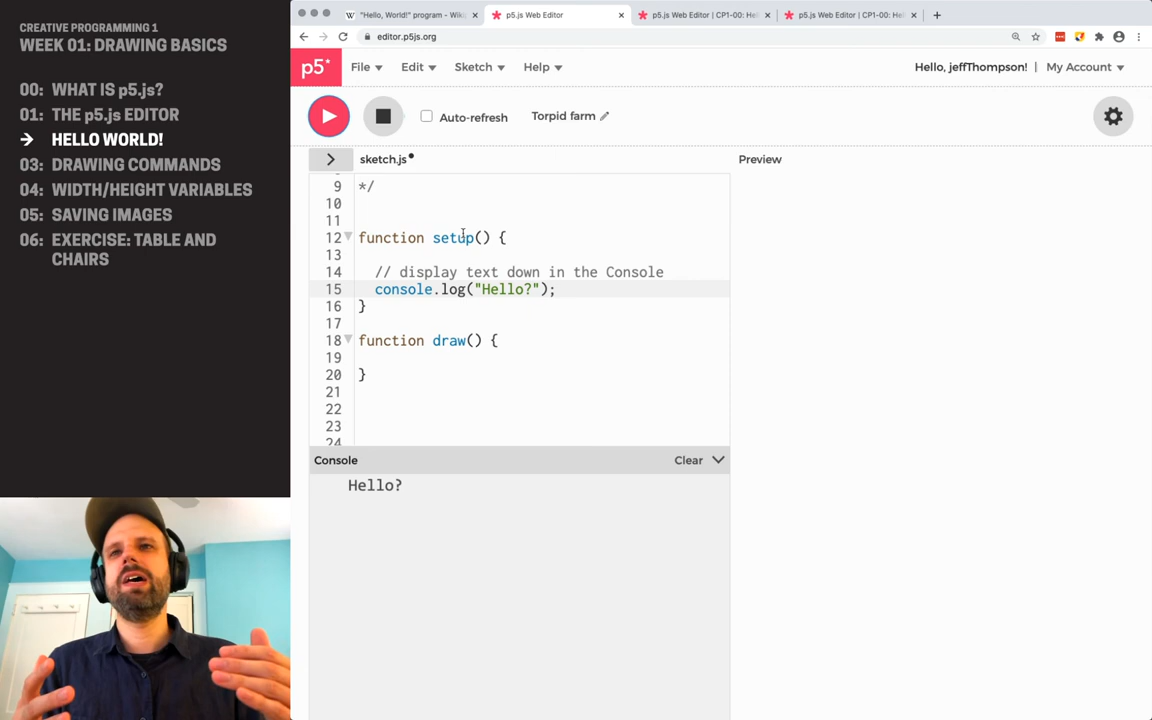 CREATIVE PROGRAMMING 1
WEEK 01: DRAWING BASICS
00: WHAT IS p5.js?
01: THE p5.js EDITOR
→ HELLO WORLD!
03: DRAWING COMMANDS
04: WIDTH/HEIGHT VARIABLES
05: SAVING IMAGES
06: EXERCISE: TABLE AND
CHAIRS
"Hello, World!" program - Wiki
p5.js Web Editor
p5.js Web Editor | CP1-00: He
p5.js Web Editor | CP1-00: He
editor.p5js.org
p5*
File
Edit
Sketch
Help
Hello, jeffThompson!
My Account
Auto-refresh
Torpid farm
sketch.js
Preview
9 */
10
11
12 function setup() {
13
14 // display text down in the Console
15 console.log("Hello?");
16 }
17
18 function draw() {
19
20 }
21
22
23
24
Console
Clear
Hello?